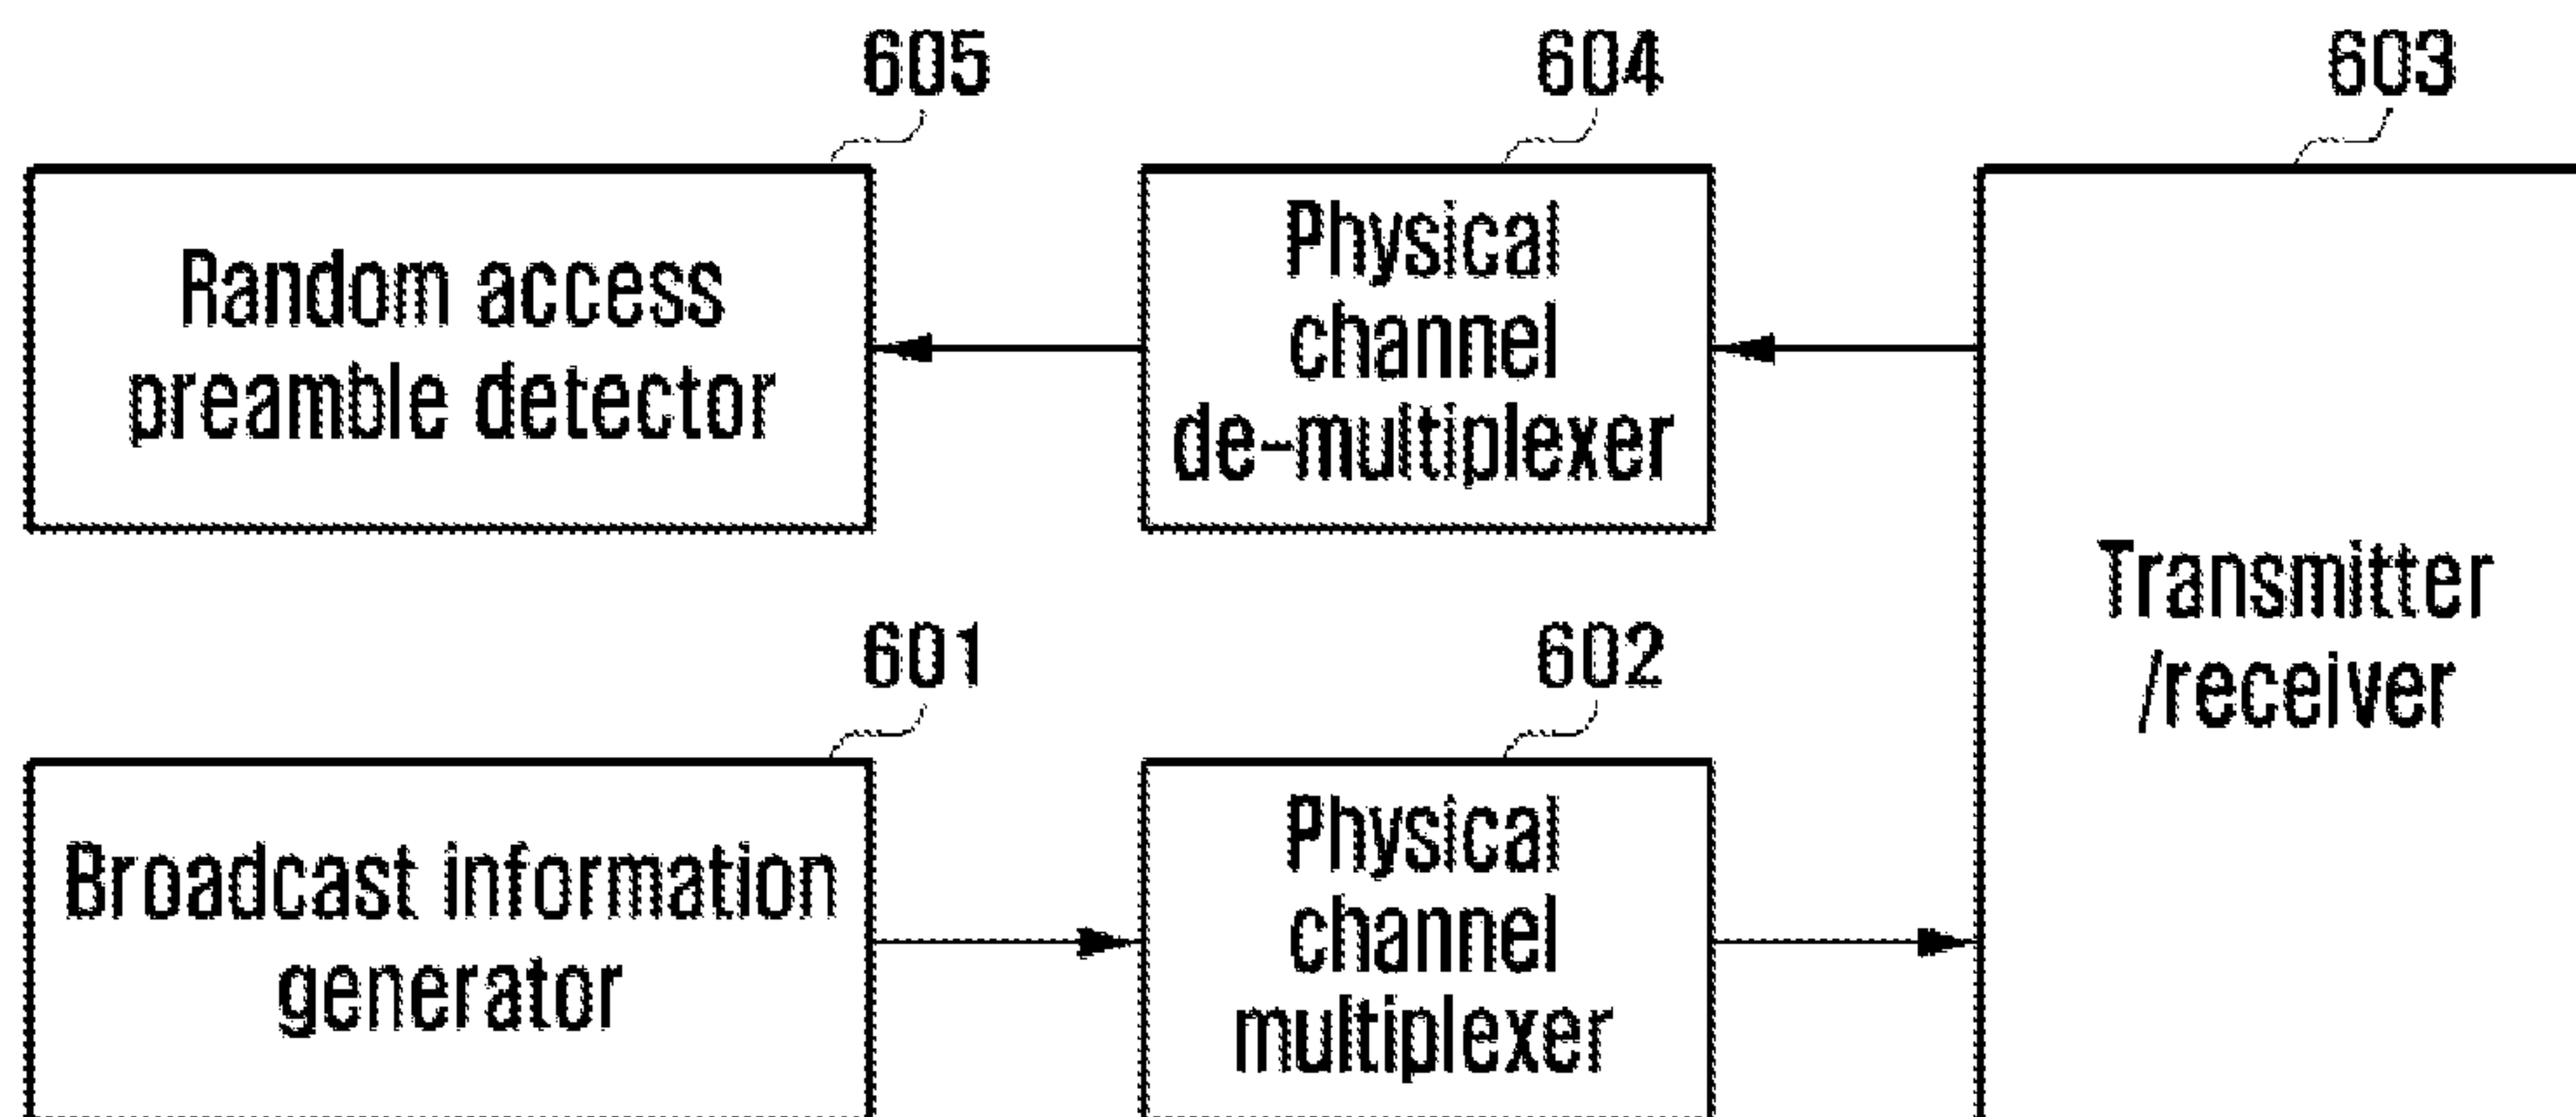 605
604
603
Random access
preamble detector
Physical
channel
de-multiplexer
Transmitter
/receiver
601
602
Broadcast information
generator
Physical
channel
multiplexer